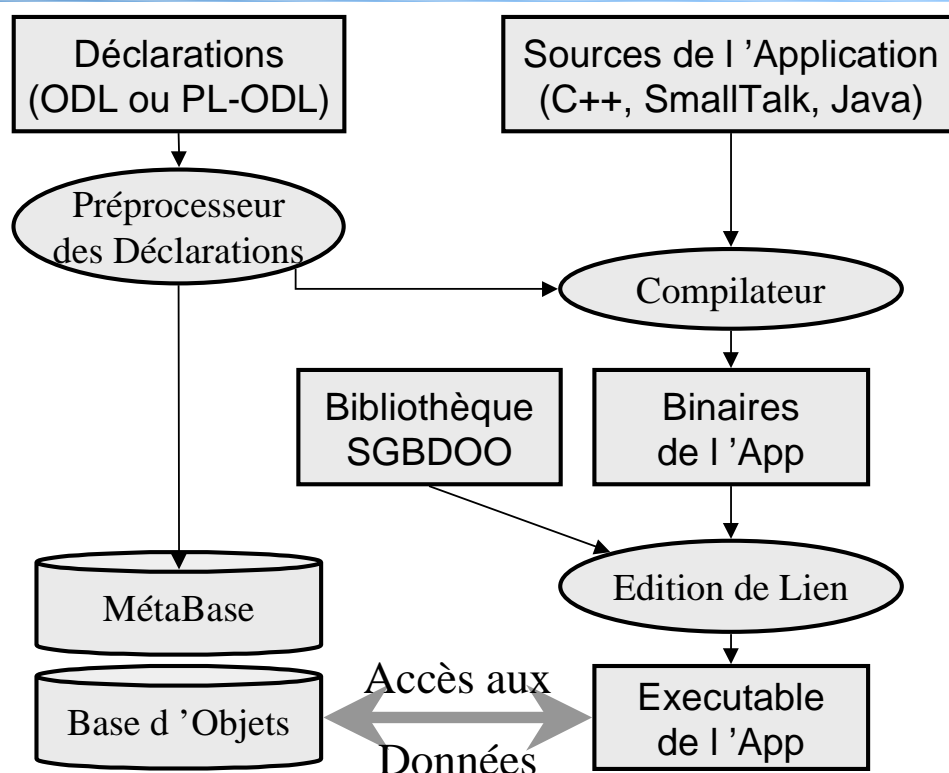 Déclarations
(ODL ou PL-ODL)
Sources de l ’Application
(C++, SmallTalk, Java)
Préprocesseur
des Déclarations
Compilateur
Bibliothèque
SGBDOO
Binaires
de l ’App
Edition de Lien
MétaBase
Base d ’Objets
Accès aux
Données
Executable
de l ’App